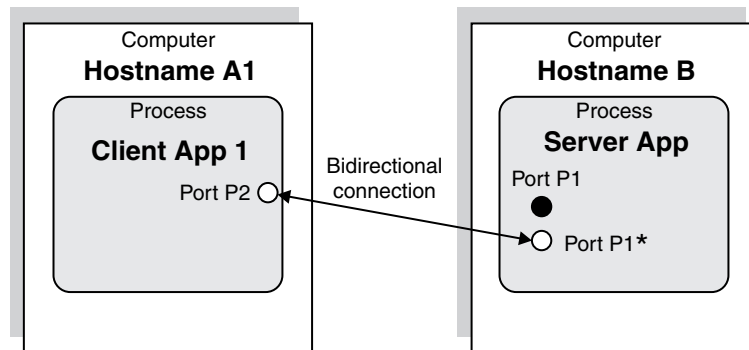 Computer
Hostname A1
Process
Client App 1
Port P2
Bidirectional
connection
Computer
Hostname B
Process
Server App
Port P1
Port P1*